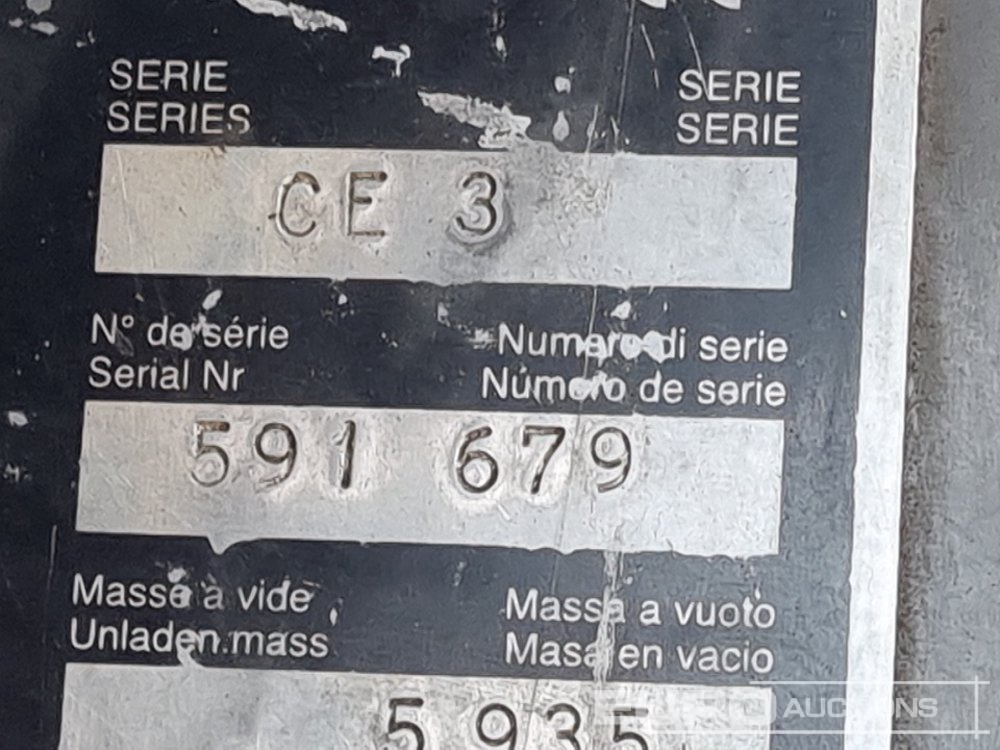 SERIE SERIE
SERIES SERIE
CE 3
N° de série Numero di serie
Serial Nr Número de serie
591 679
Masse à vide Massa a vuoto
Unladen mass Masa en vacio
5 935
AUCTIONS